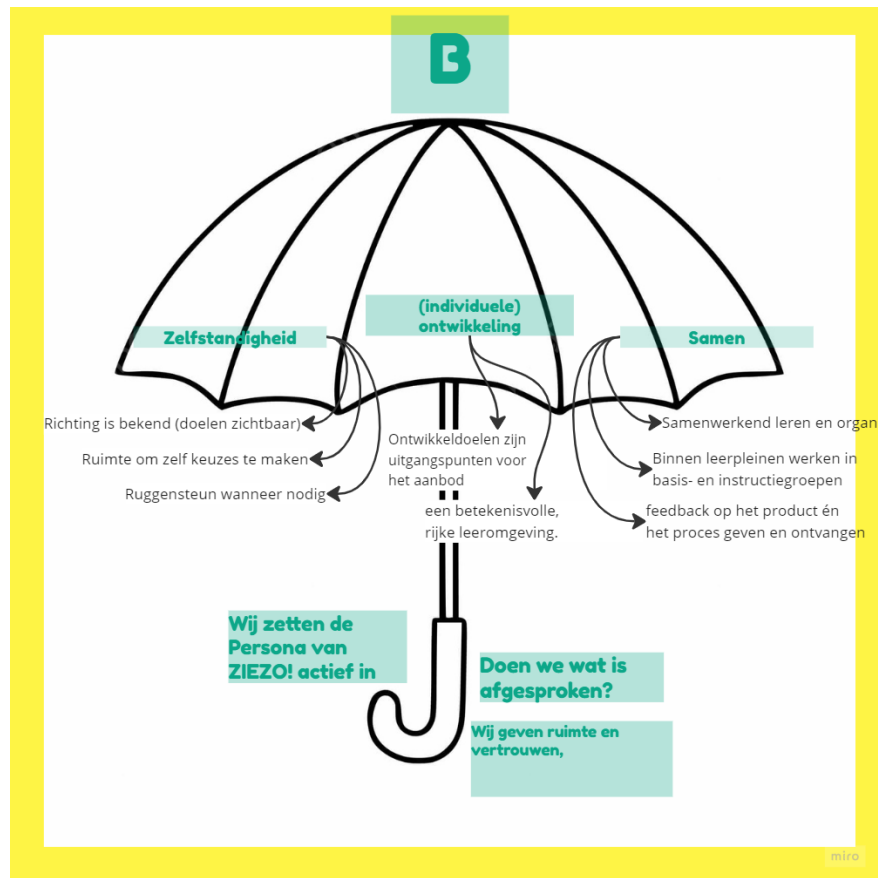 B
Zelfstandigheid
(individuele)
ontwikkeling
Samen
Richting is bekend (doelen zichtbaar)
Ruimte om zelf keuzes te maken
Ruggensteun wanneer nodig
Ontwikkeldoelen zijn
uitgangspunten voor
het aanbod
een betekenisvolle,
rijke leeromgeving.
Samenwerkend leren en organ
Binnen leerpleinen werken in
basis- en instructiegroepen
feedback op het product én
het proces geven en ontvangen
Wij zetten de
Persona van
ZIEZO! actief in
Doen we wat is
afgesproken?
Wij geven ruimte en
vertrouwen,
miro